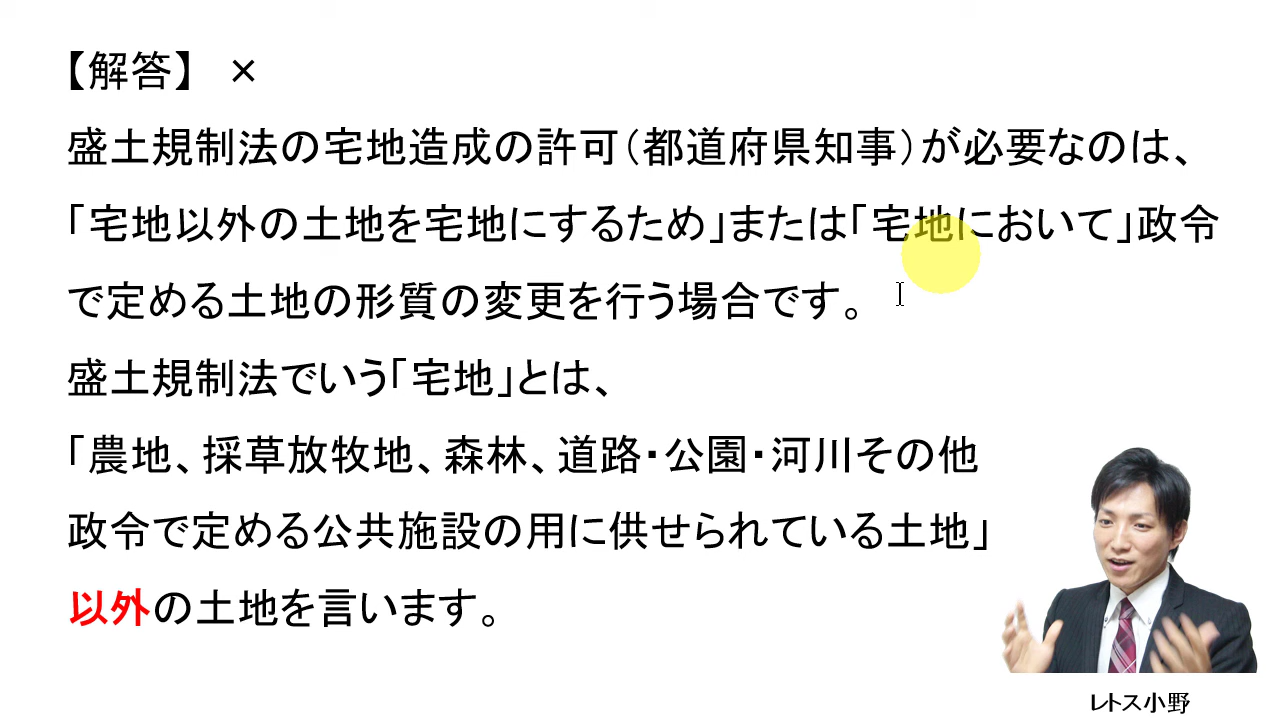 【解答】 ×
盛土規制法の宅地造成の許可（都道府県知事）が必要なのは、
「宅地以外の土地を宅地にするため」または「宅地において」政令
で定める土地の形質の変更を行う場合です。
盛土規制法でいう「宅地」とは、
「農地、採草放牧地、森林、道路・公園・河川その他
政令で定める公共施設の用に供せられている土地」
以外の土地を言います。
レトス小野